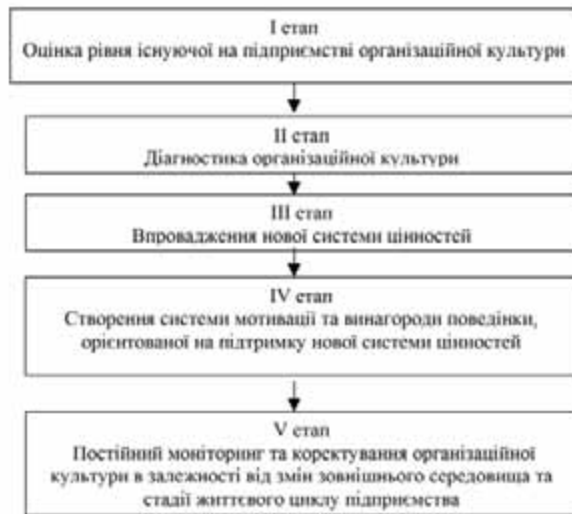 I етап
Оцінка рівня існуючої на підприємстві організаційної культури
II етап
Діагностика організаційної культури
III етап
Впровадження нової системи цінностей
IV етап
Створення системи мотивації та винагороди поведінки,
орієнтованої на підтримку нової системи цінностей
V етап
Постійний моніторинг та коректування організаційної
культури в залежності від змін зовнішнього середовища та
стадії життєвого циклу підприємства